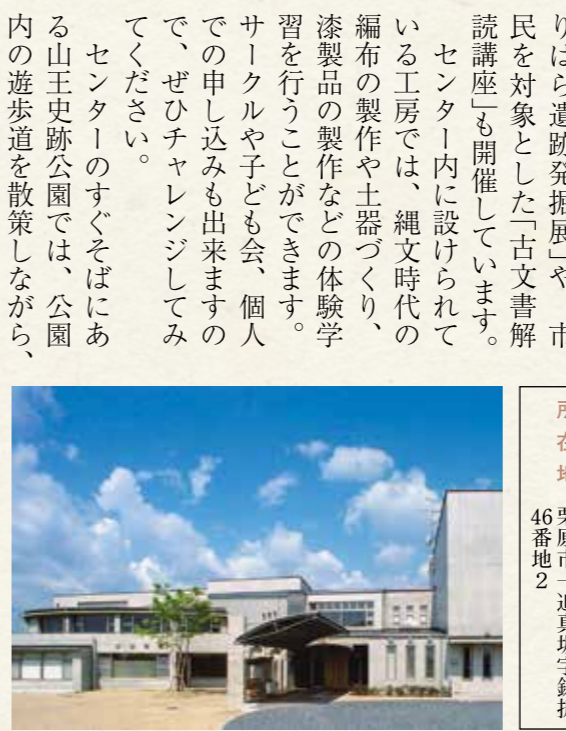 りはら遺跡発掘展」や、市
民を対象とした「古文書解
読講座」も開催しています。
センター内に設けられて
いる工房では、縄文時代の
編布の製作や土器づくり、
漆製品の製作などの体験学
習を行うことができます。
サークルや子ども会、個人
での申し込みも出来ますの
で、ぜひチャレンジしてみ
てください。
センターのすぐそばにあ
る山王史跡公園では、公園
内の遊歩道を散策しながら、
所在地
栗原市一迫真坂字
46番地2